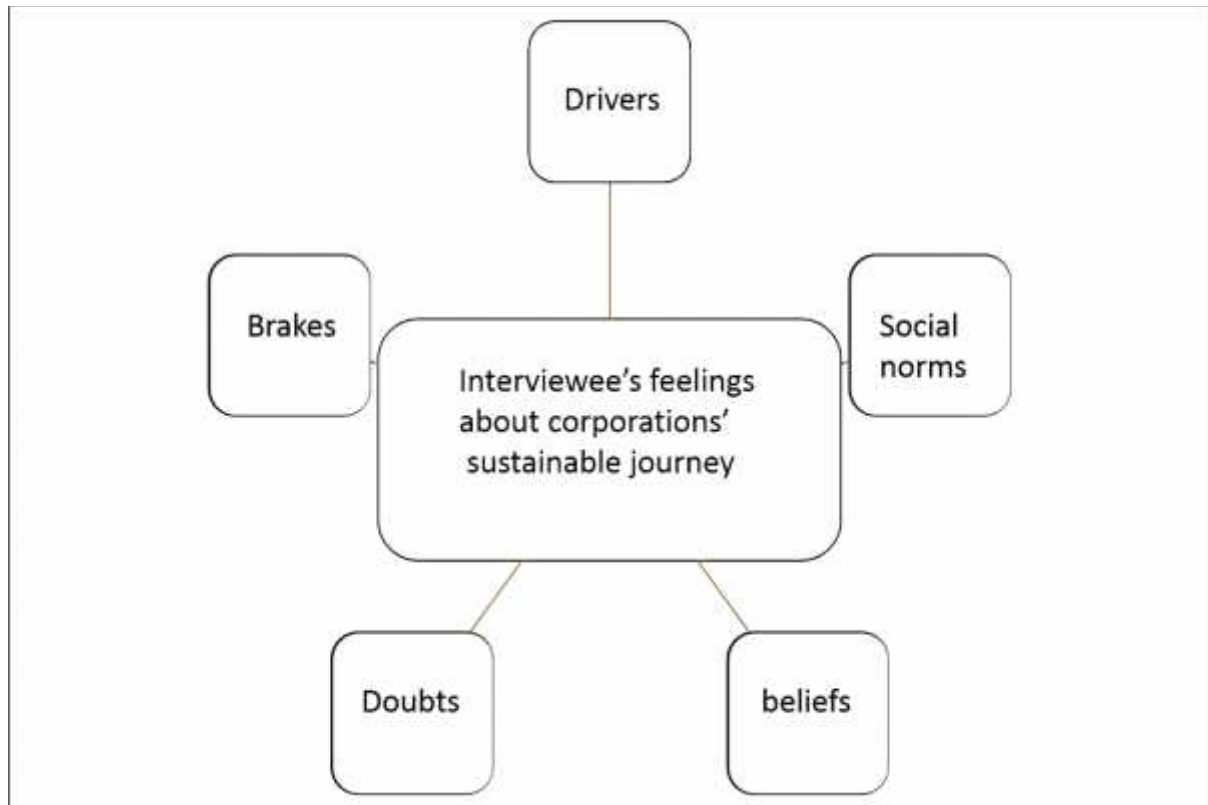 Drivers
Brakes
Social
norms
Interviewee's feelings
about corporations'
sustainable journey
Doubts
beliefs